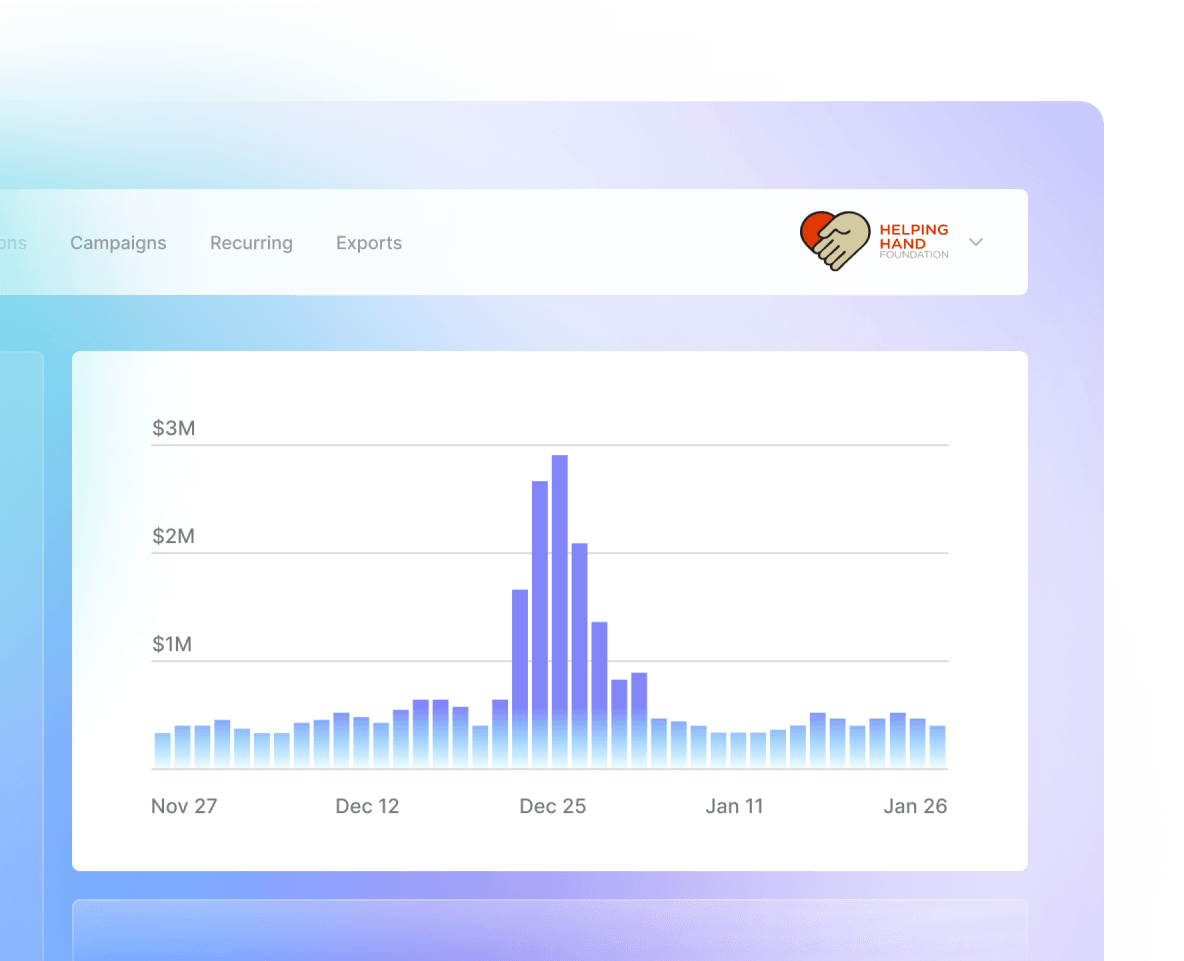 Campaigns Recurring Exports
HELPING
HAND
FOUNDATION
$3M
$2M
$1M
Nov 27 Dec 12 Dec 25 Jan 11 Jan 26